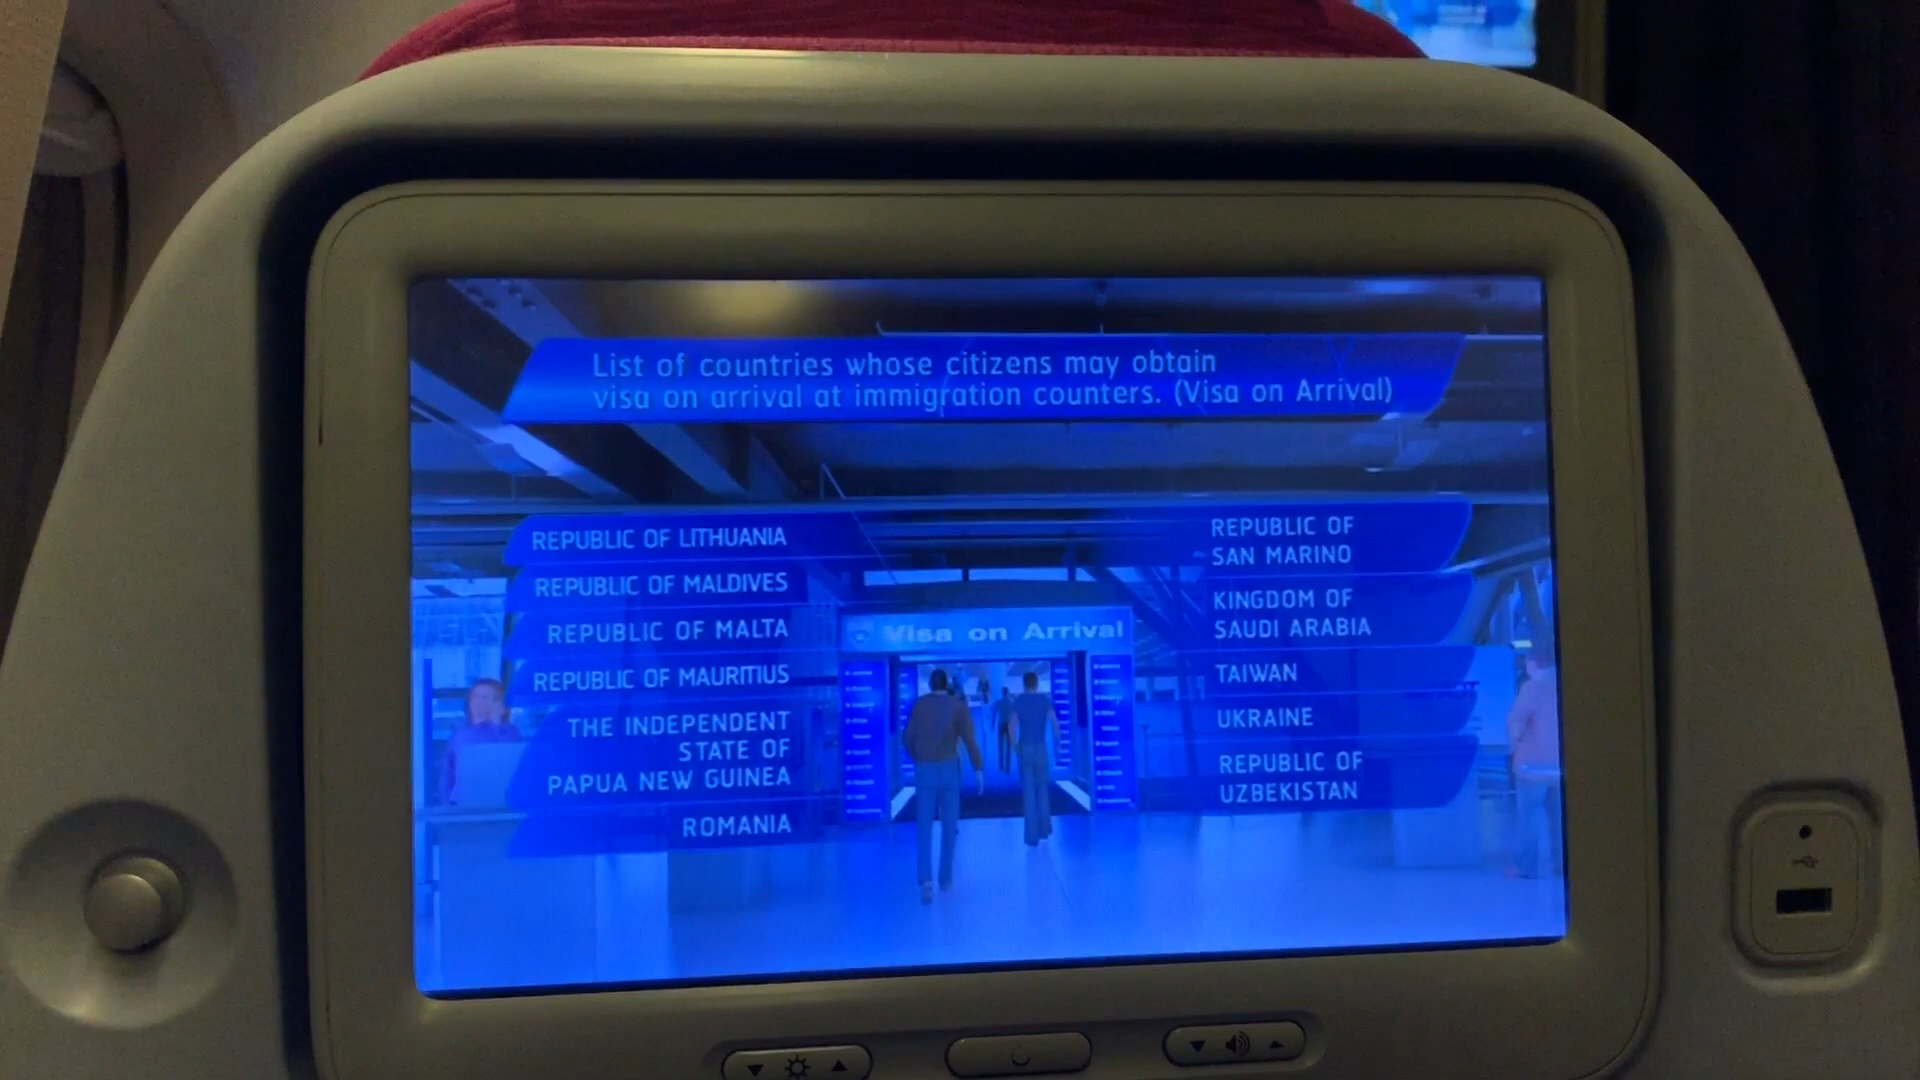 List of countries whose citizens may obtain
visa on arrival at immigration counters. (Visa on Arrival)
REPUBLIC OF LITHUANIA
REPUBLIC OF MALDIVES
REPUBLIC OF MALTA
REPUBLIC OF MAURITIUS
THE INDEPENDENT
STATE OF
PAPUA NEW GUINEA
ROMANIA
REPUBLIC OF
SAN MARINO
KINGDOM OF
SAUDI ARABIA
TAIWAN
UKRAINE
REPUBLIC OF
UZBEKISTAN
Visa on Arrival